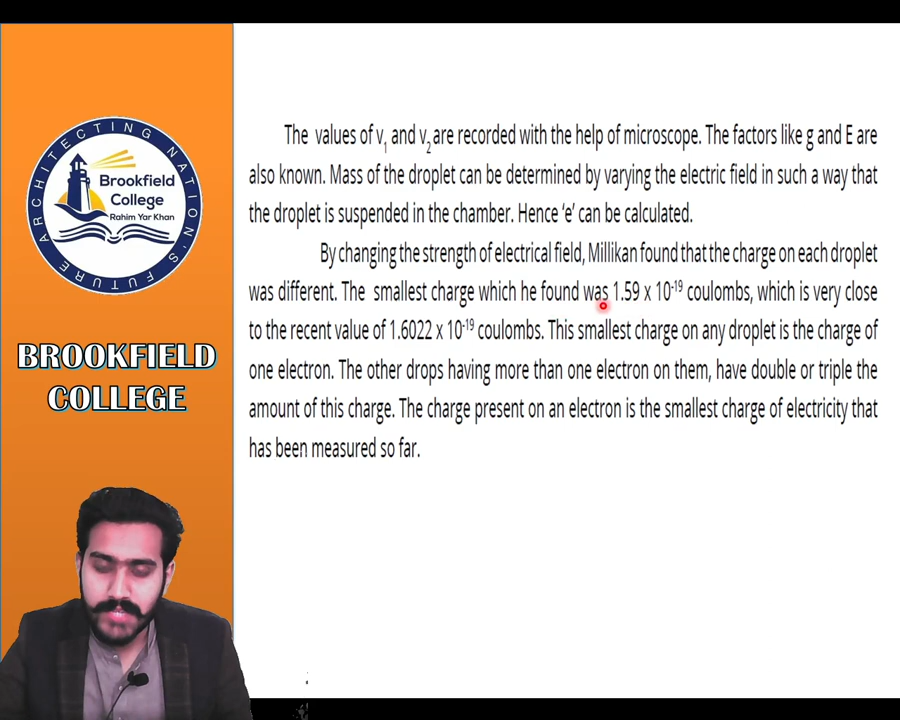 ARCHITECTING NATION'S FUTURE
Brookfield
College
Rahim Yar Khan
BROOKFIELD
COLLEGE
The values of v₁ and v₂ are recorded with the help of microscope. The factors like g and E are
also known. Mass of the droplet can be determined by varying the electric field in such a way that
the droplet is suspended in the chamber. Hence ‘e’ can be calculated.
By changing the strength of electrical field, Millikan found that the charge on each droplet
was different. The smallest charge which he found was 1.59 x 10⁻¹⁹ coulombs, which is very close
to the recent value of 1.6022 x 10⁻¹⁹ coulombs. This smallest charge on any droplet is the charge of
one electron. The other drops having more than one electron on them, have double or triple the
amount of this charge. The charge present on an electron is the smallest charge of electricity that
has been measured so far.